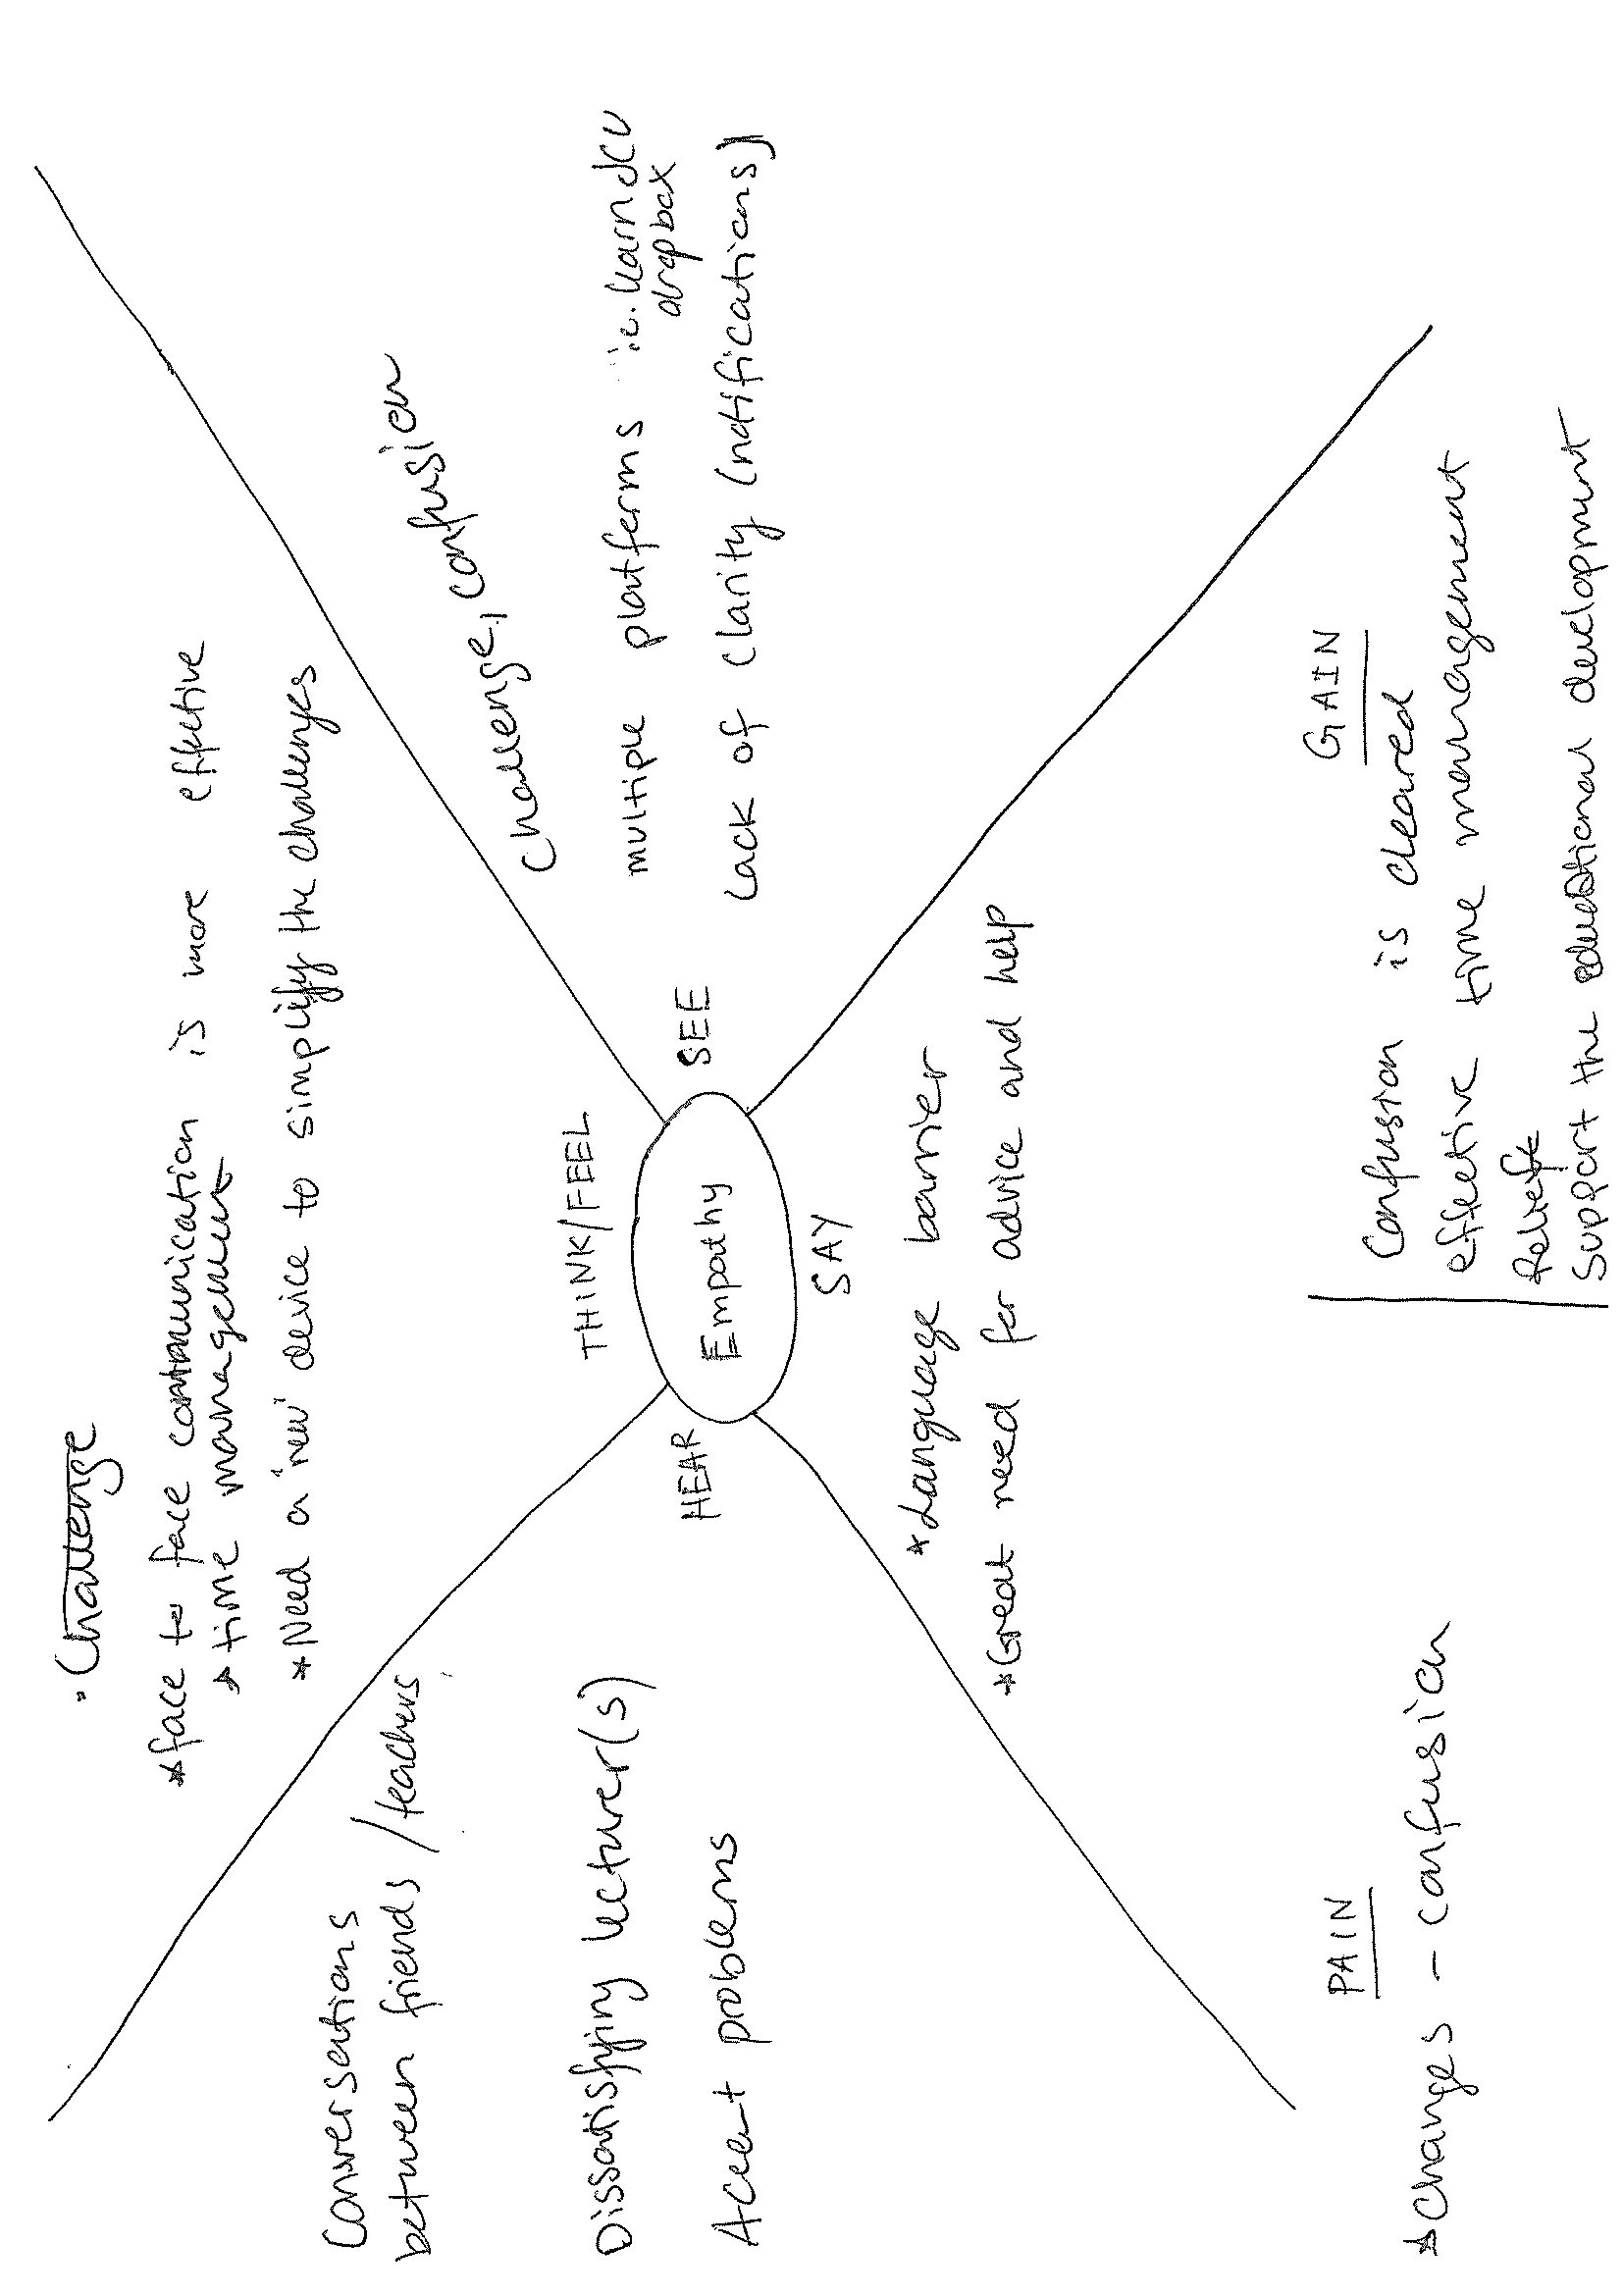 • Challenge
*face to face communication is more effective
* time management
*Need a 'new' device to simplify the challenges
THINK/FEEL
Conversations
between friends /teachers
Dissatisfying lecturer(s)
Accent problems
HEAR
Empathy
SEE
Challenge, confusion
multiple platforms i.e. learn dcu
dropbox
Lack of clarity (notifications)
SAY
*Language barrier
*Great need for advice and help
PAIN
*Changes - confusion
GAIN
Confusion is cleared
effective time management
Relief
Support the educational development